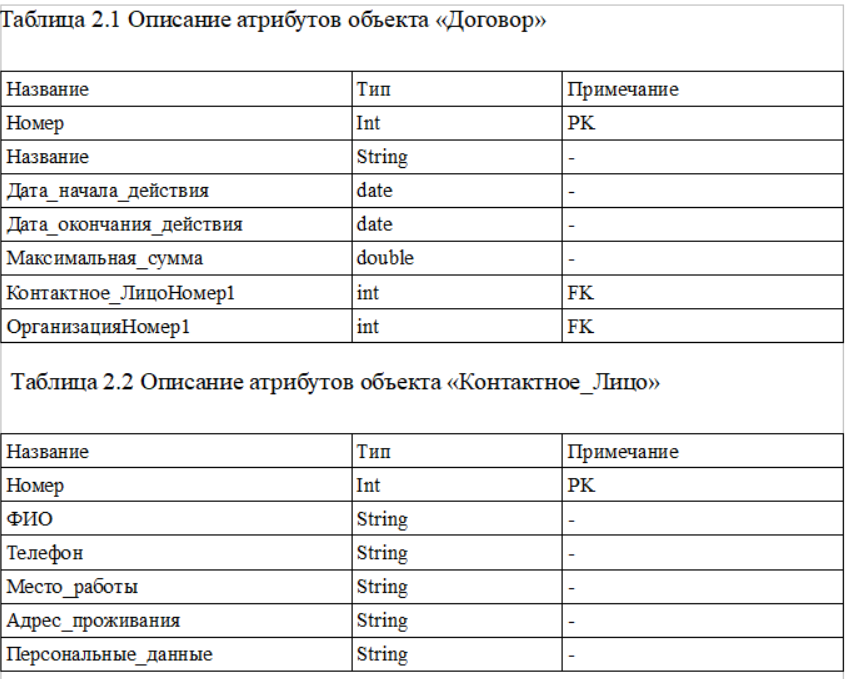 Таблица 2.1 Описание атрибутов объекта «Договор»
Название Тип Примечание
Номер Int PK
Название String -
Дата_начала_действия date -
Дата_окончания_действия date -
Максимальная_сумма double -
Контактное_ЛицоНомер1 int FK
ОрганизацияНомер1 int FK
Таблица 2.2 Описание атрибутов объекта «Контактное_Лицо»
Название Тип Примечание
Номер Int PK
ФИО String -
Телефон String -
Место_работы String -
Адрес_проживания String -
Персональные_данные String -